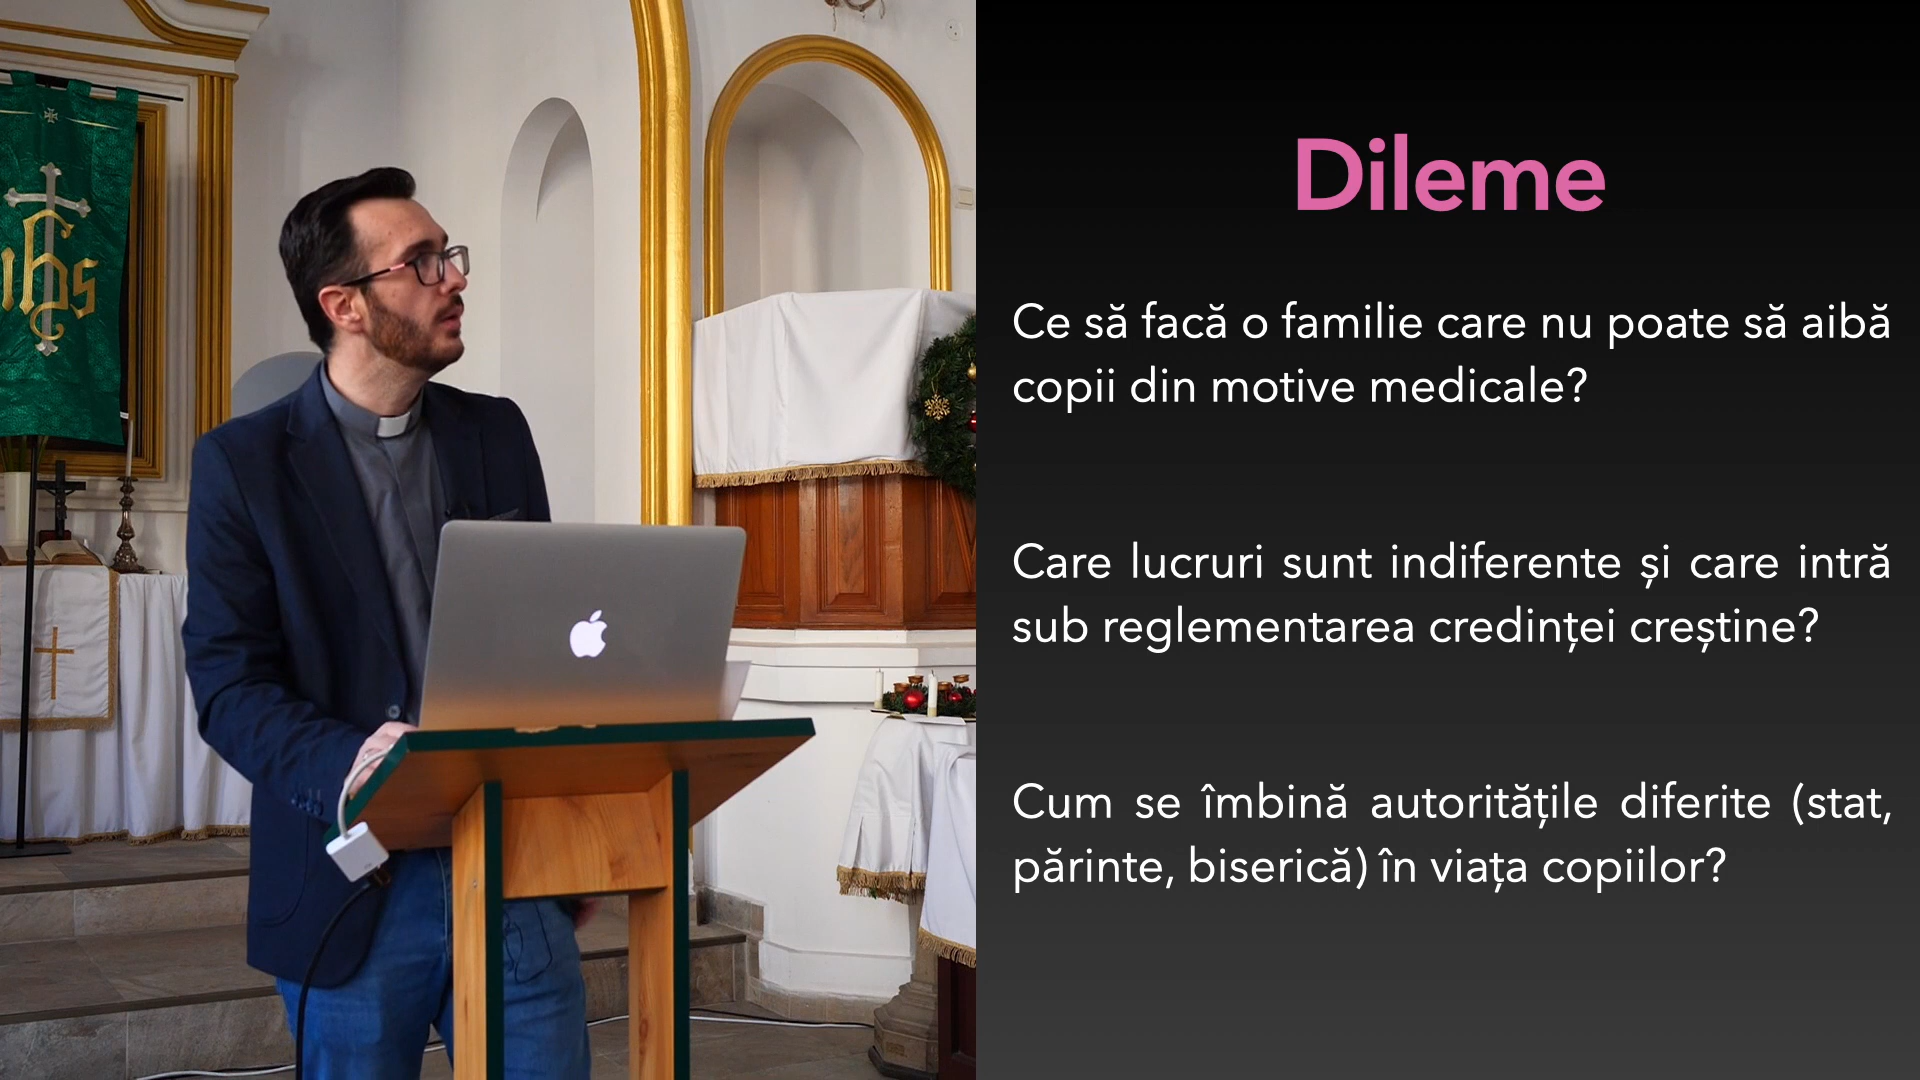 ihs
Dileme
Ce să facă o familie care nu poate să aibă
copii din motive medicale?
Care lucruri sunt indiferente și care intră
sub reglementarea credinței creștine?
Cum se îmbină autoritățile diferite (stat,
părinte, biserică) în viața copiilor?